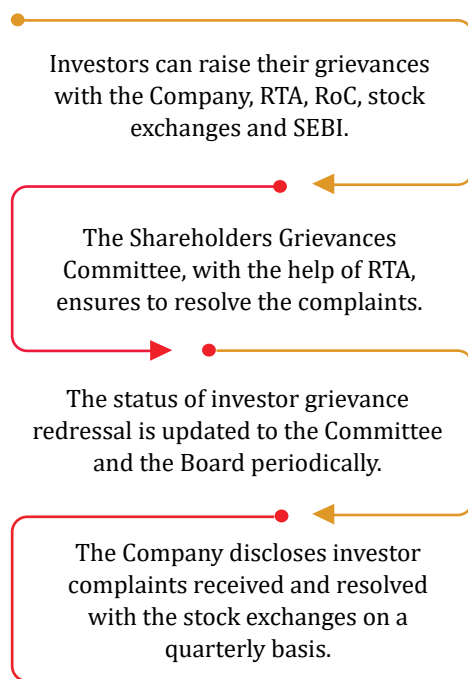 Investors can raise their grievances
with the Company, RTA, RoC, stock
exchanges and SEBI.
The Shareholders Grievances
Committee, with the help of RTA,
ensures to resolve the complaints.
The status of investor grievance
redressal is updated to the Committee
and the Board periodically.
The Company discloses investor
complaints received and resolved
with the stock exchanges on a
quarterly basis.